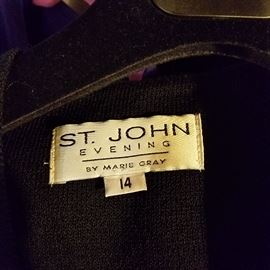 ST. JOHN
EVENING
BY MARIE GRAY
14